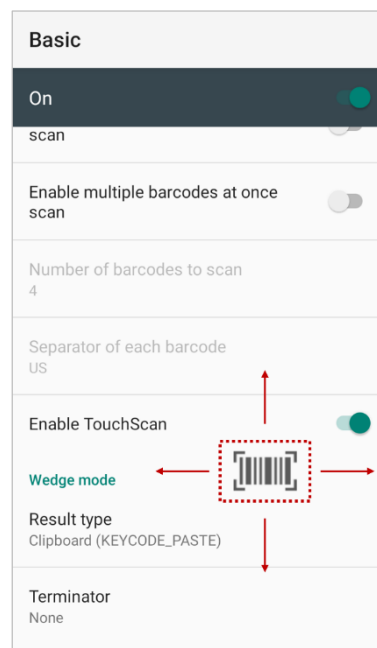 Basic
On
scan
Enable multiple barcodes at once
scan
Number of barcodes to scan
4
Separator of each barcode
US
Enable TouchScan
Wedge mode
Result type
Clipboard (KEYCODE_PASTE)
Terminator
None